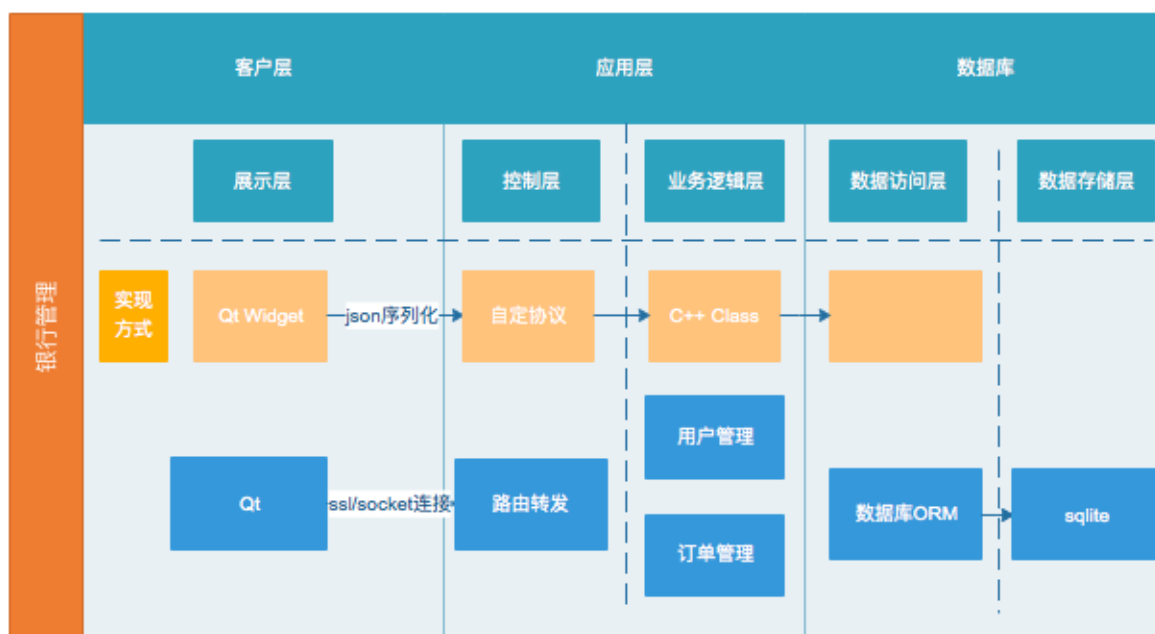 银行管理
客户层
应用层
数据库
展示层
控制层
业务逻辑层
数据访问层
数据存储层
实现
方式
Qt Widget
json序列化
自定协议
C++ Class
用户管理
Qt
ssl/socket连接
路由转发
数据库ORM
sqlite
订单管理